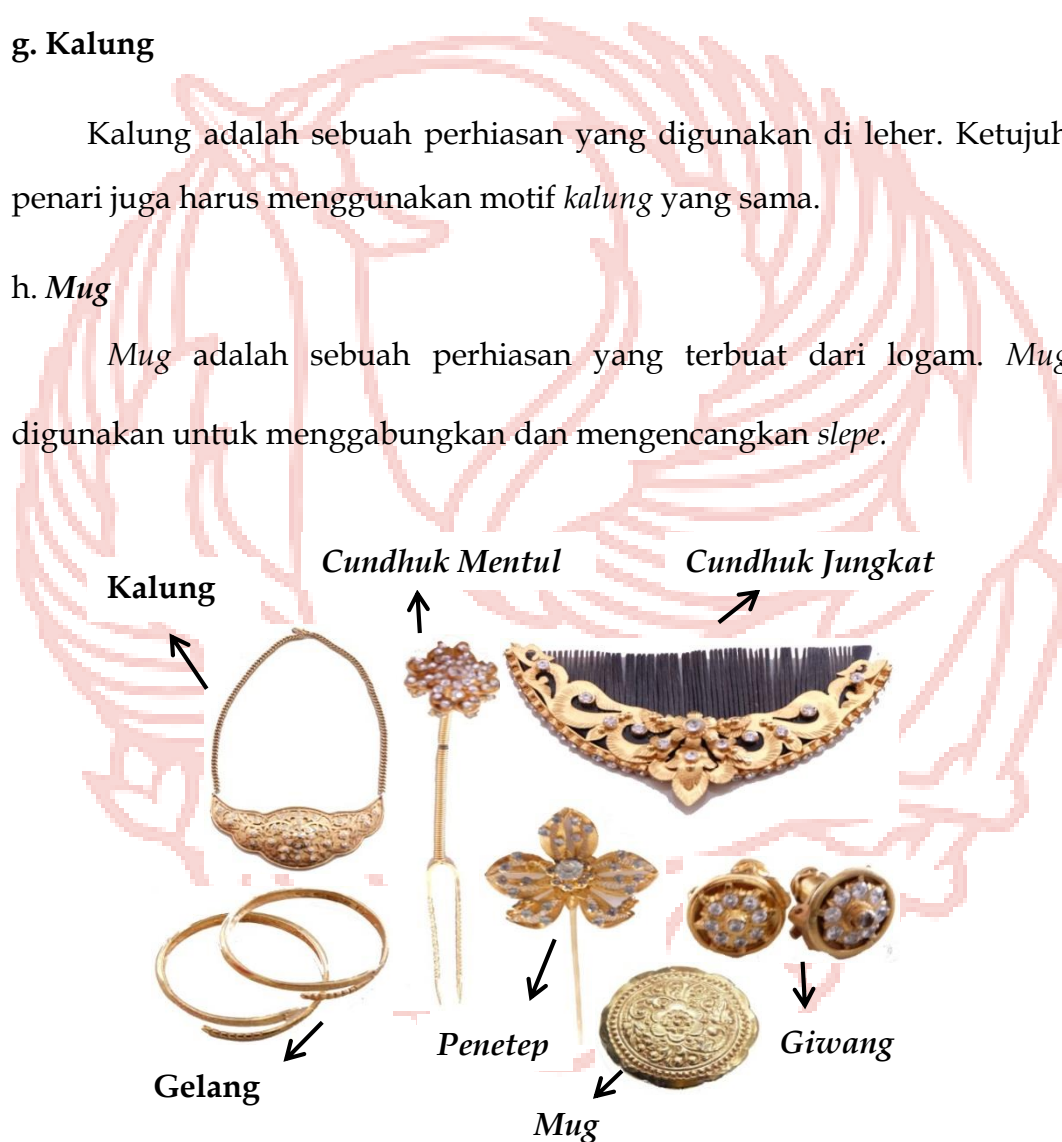 g. Kalung
Kalung adalah sebuah perhiasan yang digunakan di leher. Ketujuh
penari juga harus menggunakan motif kalung yang sama.
h. Mug
Mug adalah sebuah perhiasan yang terbuat dari logam. Mug
digunakan untuk menggabungkan dan mengencangkan slepe.
Cundhuk Mentul
Cundhuk Jungkat
Kalung
Penetep
Giwang
Gelang
Mug